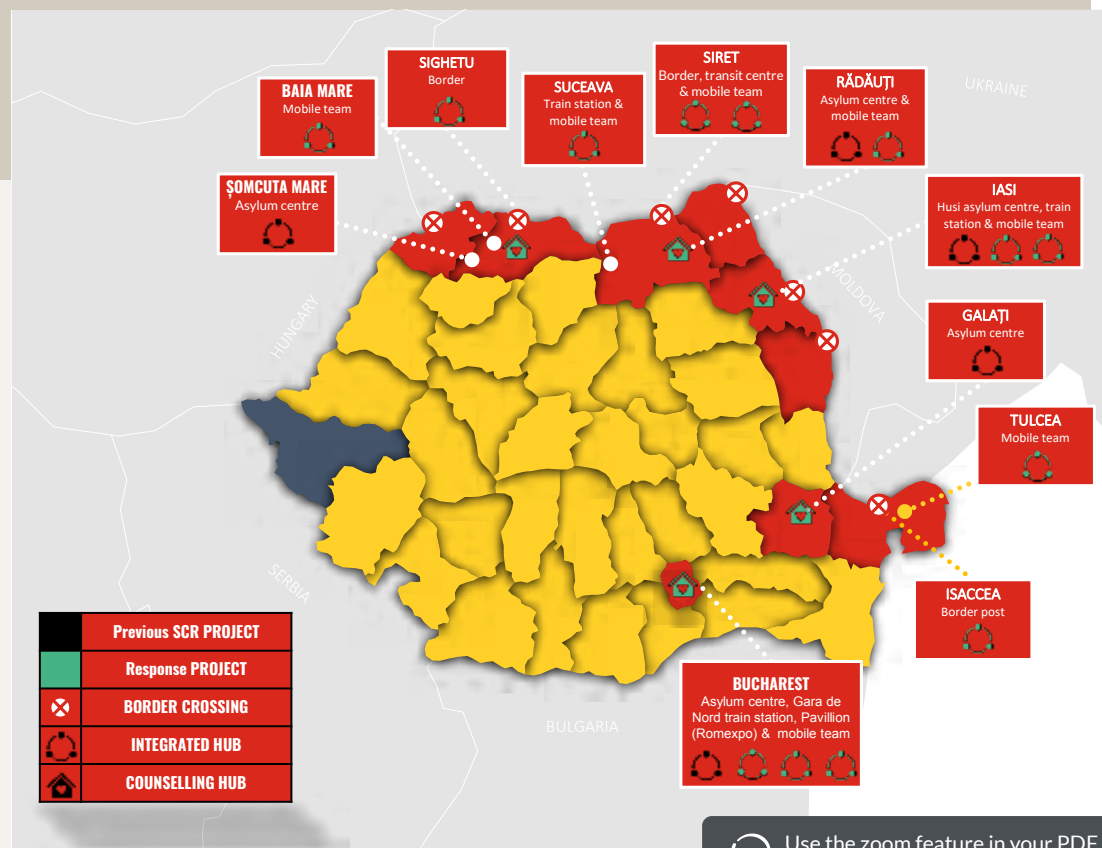 SIGHETU
Border
BAIA MARE
Mobile team
SUCEAVA
Train station &
mobile team
SIRET
Border, transit centre
& mobile team
RĂDĂUȚI
Asylum centre &
mobile team
UKRAINE
ȘOMCUTA MARE
Asylum centre
IASI
Husi asylum centre, train
station & mobile team
MOLDOVA
HUNGARY
GALAȚI
Asylum centre
TULCEA
Mobile team
SERBIA
ISACCEA
Border post
BULGARIA
BUCHAREST
Asylum centre, Gara de
Nord train station, Pavillion
(Romexpo) & mobile team
Previous SCR PROJECT
Response PROJECT
BORDER CROSSING
INTEGRATED HUB
COUNSELLING HUB
Use the zoom feature in your PDF